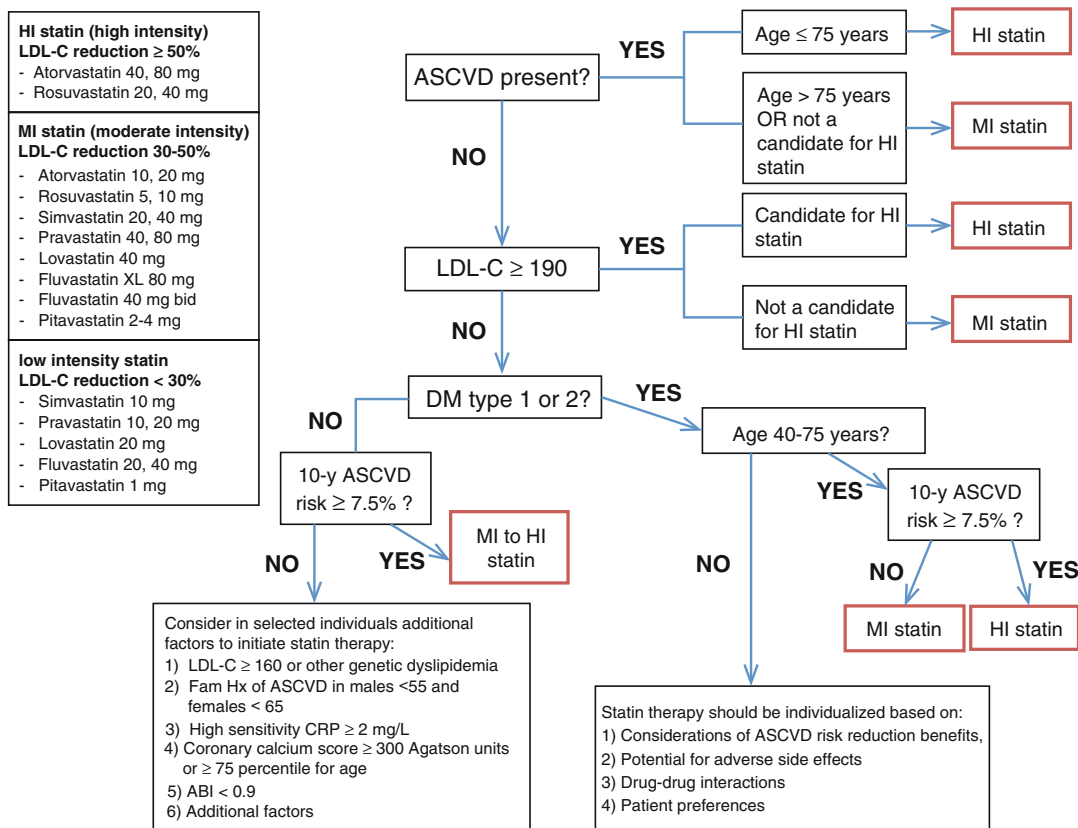 HI statin (high intensity)
LDL-C reduction ≥ 50%
- Atorvastatin 40, 80 mg
- Rosuvastatin 20, 40 mg
MI statin (moderate intensity)
LDL-C reduction 30-50%
- Atorvastatin 10, 20 mg
- Rosuvastatin 5, 10 mg
- Simvastatin 20, 40 mg
- Pravastatin 40, 80 mg
- Lovastatin 40 mg
- Fluvastatin XL 80 mg
- Fluvastatin 40 mg bid
- Pitavastatin 2-4 mg
low intensity statin
LDL-C reduction < 30%
- Simvastatin 10 mg
- Pravastatin 10, 20 mg
- Lovastatin 20 mg
- Fluvastatin 20, 40 mg
- Pitavastatin 1 mg
ASCVD present?
YES
Age ≤ 75 years
HI statin
Age > 75 years
OR not a
candidate for HI
statin
MI statin
NO
LDL-C ≥ 190
YES
Candidate for HI
statin
HI statin
Not a candidate
for HI statin
MI statin
NO
DM type 1 or 2?
NO
YES
10-y ASCVD
risk ≥ 7.5% ?
YES
MI to HI
statin
NO
Consider in selected individuals additional
factors to initiate statin therapy:
1) LDL-C ≥ 160 or other genetic dyslipidemia
2) Fam Hx of ASCVD in males <55 and
females < 65
3) High sensitivity CRP ≥ 2 mg/L
4) Coronary calcium score ≥ 300 Agatson units
or ≥ 75 percentile for age
5) ABI < 0.9
6) Additional factors
Age 40-75 years?
YES
10-y ASCVD
risk ≥ 7.5% ?
NO
YES
MI statin
HI statin
NO
Statin therapy should be individualized based on:
1) Considerations of ASCVD risk reduction benefits,
2) Potential for adverse side effects
3) Drug-drug interactions
4) Patient preferences